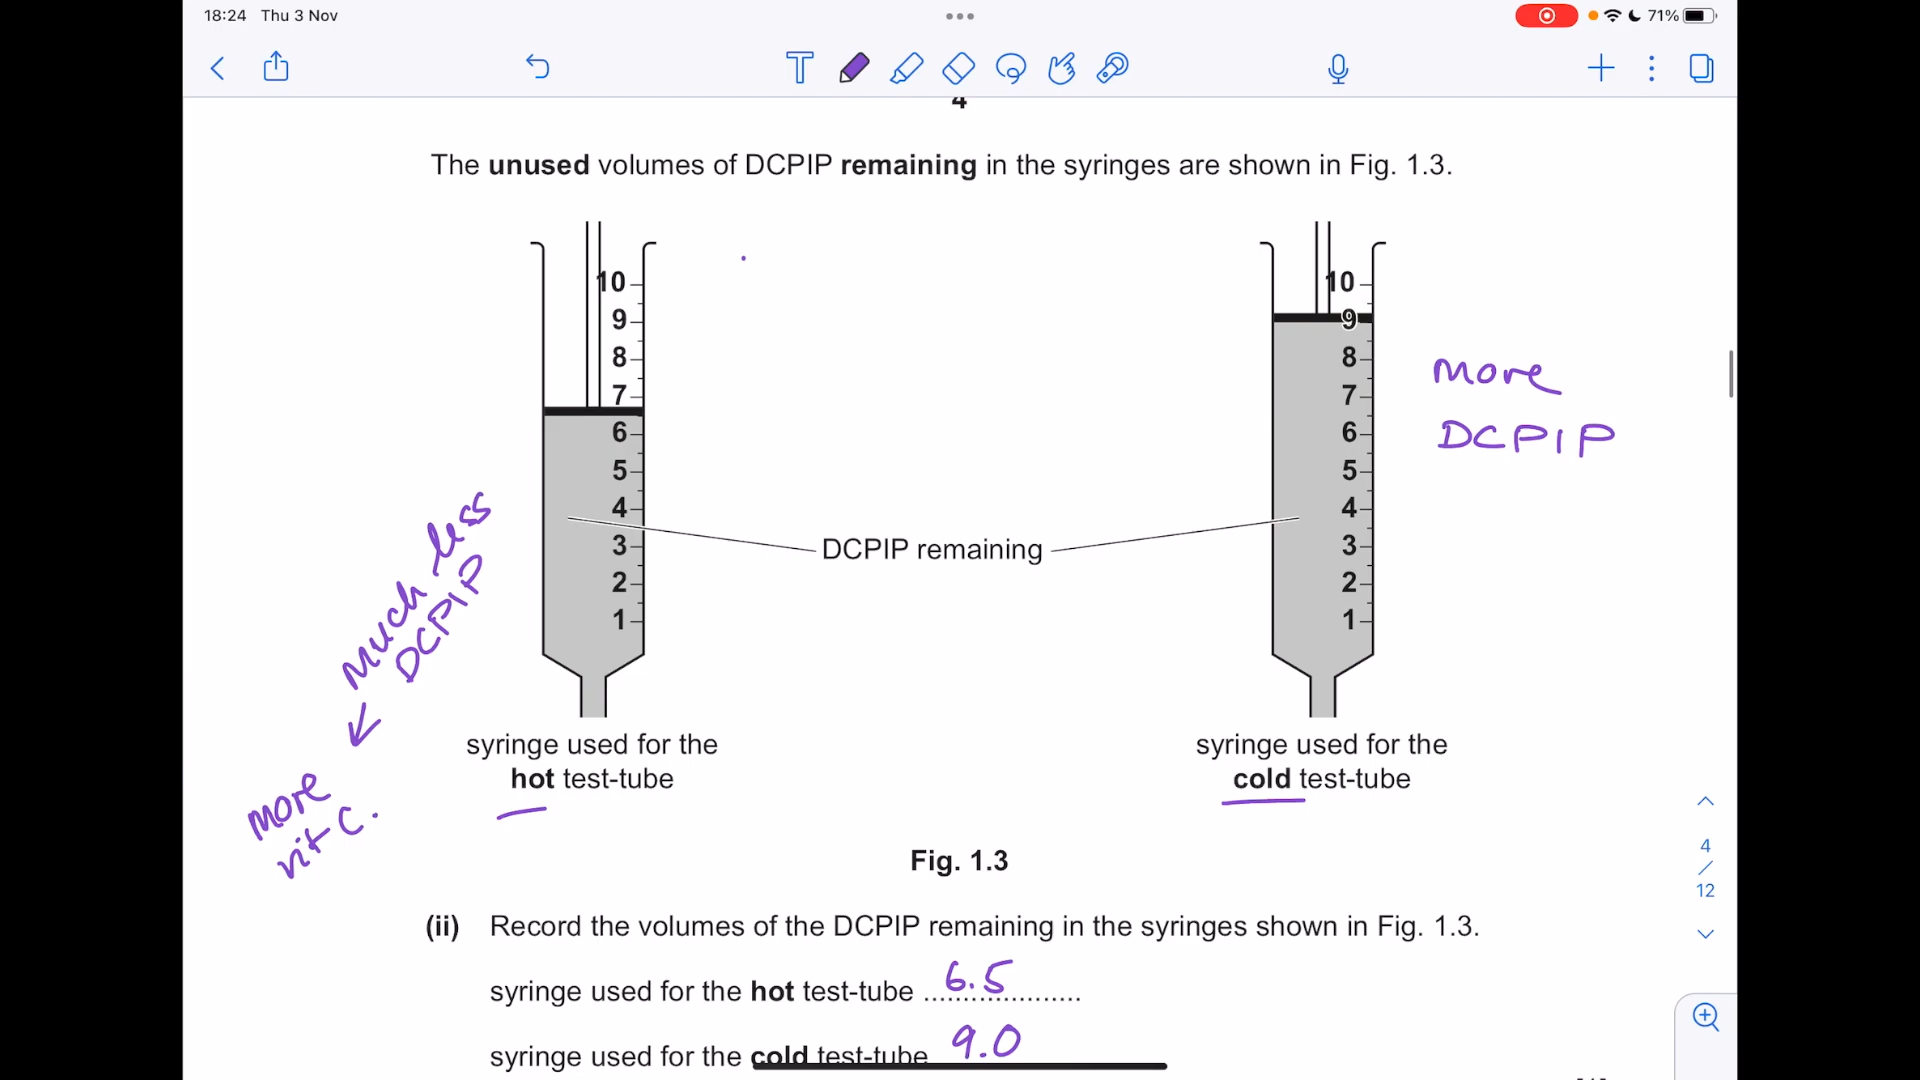 18:24 Thu 3 Nov
71%
4
The unused volumes of DCPIP remaining in the syringes are shown in Fig. 1.3.
10
9
8
7
6
5
4
3
2
1
10
9
8
7
6
5
4
3
2
1
more
DCPIP
DCPIP remaining
much less
DCPIP
more
vit C.
syringe used for the
hot test-tube
syringe used for the
cold test-tube
Fig. 1.3
4
/
12
(ii) Record the volumes of the DCPIP remaining in the syringes shown in Fig. 1.3.
syringe used for the hot test-tube ..................... 6.5
syringe used for the cold test-tube 9.0